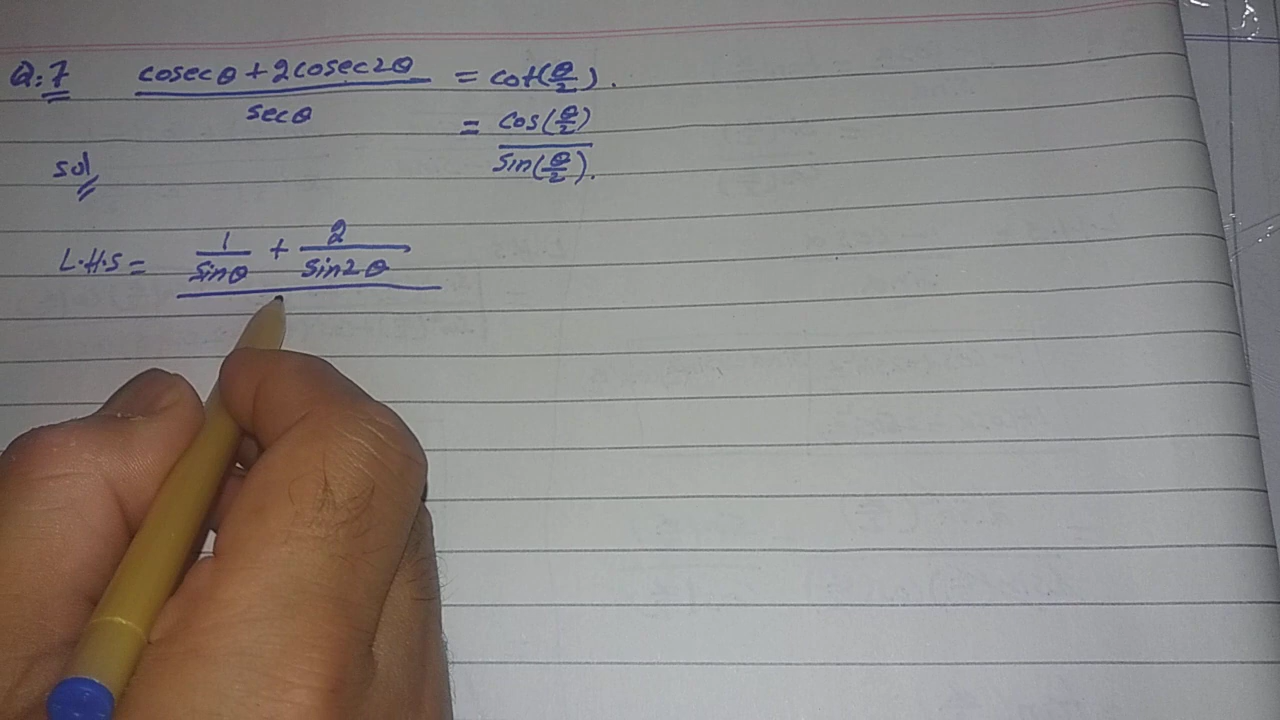 Q:7 cosecθ+2cosec2θ / secθ = cot(θ/2).
= cos(θ/2) / sin(θ/2).
sol
L.H.S = 1/sinθ + 2/sin2θ